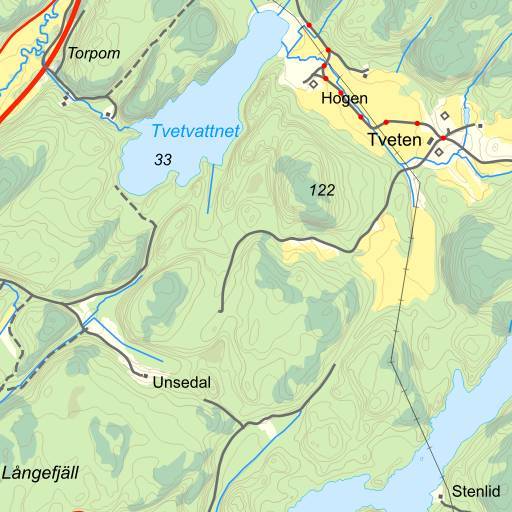 Torpom
Hogen
Tvetvattnet
Tveten
33
122
Unsedal
Långefjäll
Stenlid